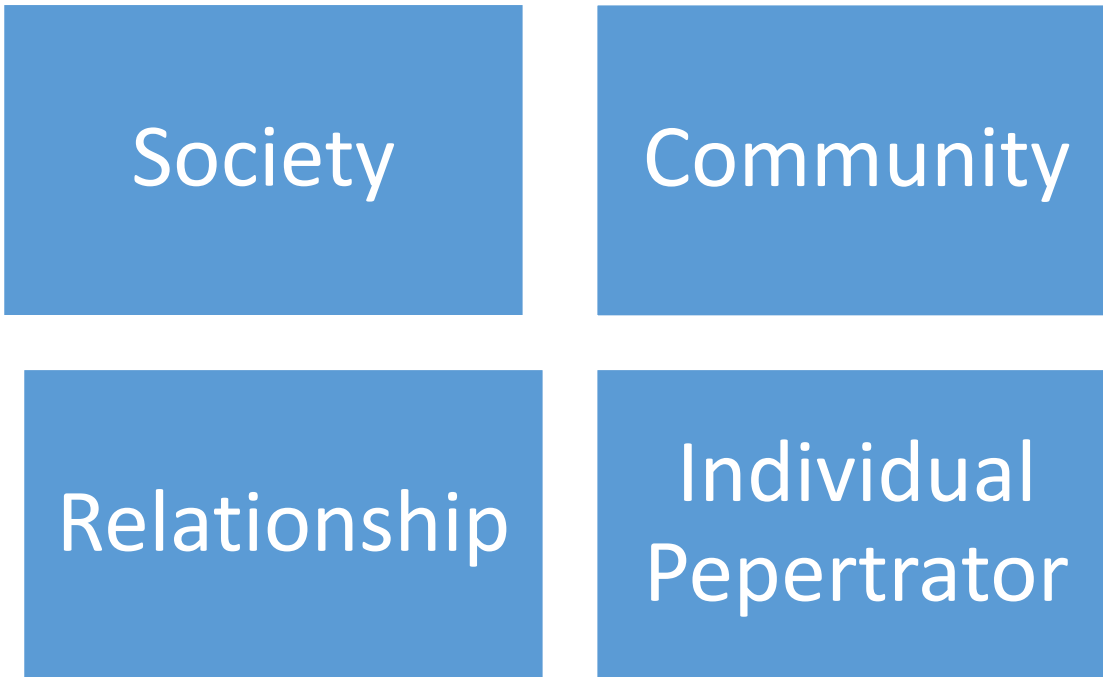 Society
Community
Relationship
Individual
Pepertrator